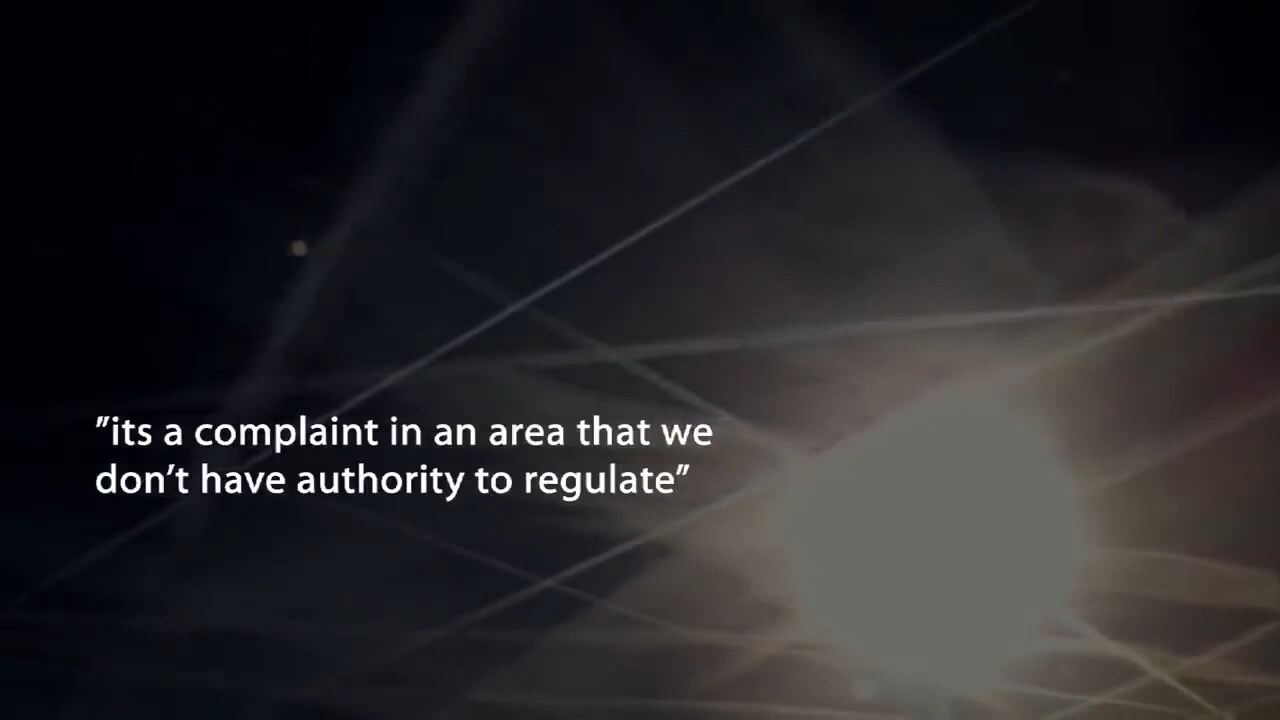 "its a complaint in an area that we
don't have authority to regulate"